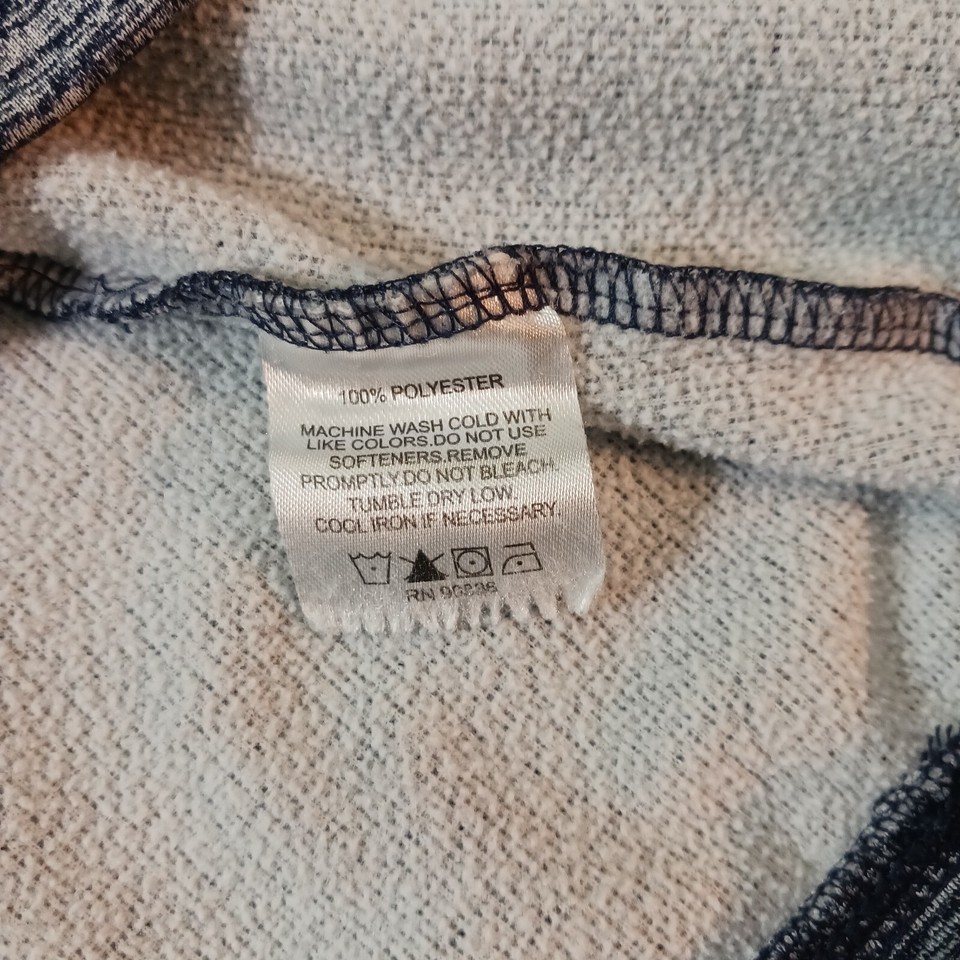 100% POLYESTER
MACHINE WASH COLD WITH
LIKE COLORS.DO NOT USE
SOFTENERS.REMOVE
PROMPTLY.DO NOT BLEACH.
TUMBLE DRY LOW.
COOL IRON IF NECESSARY.
RN